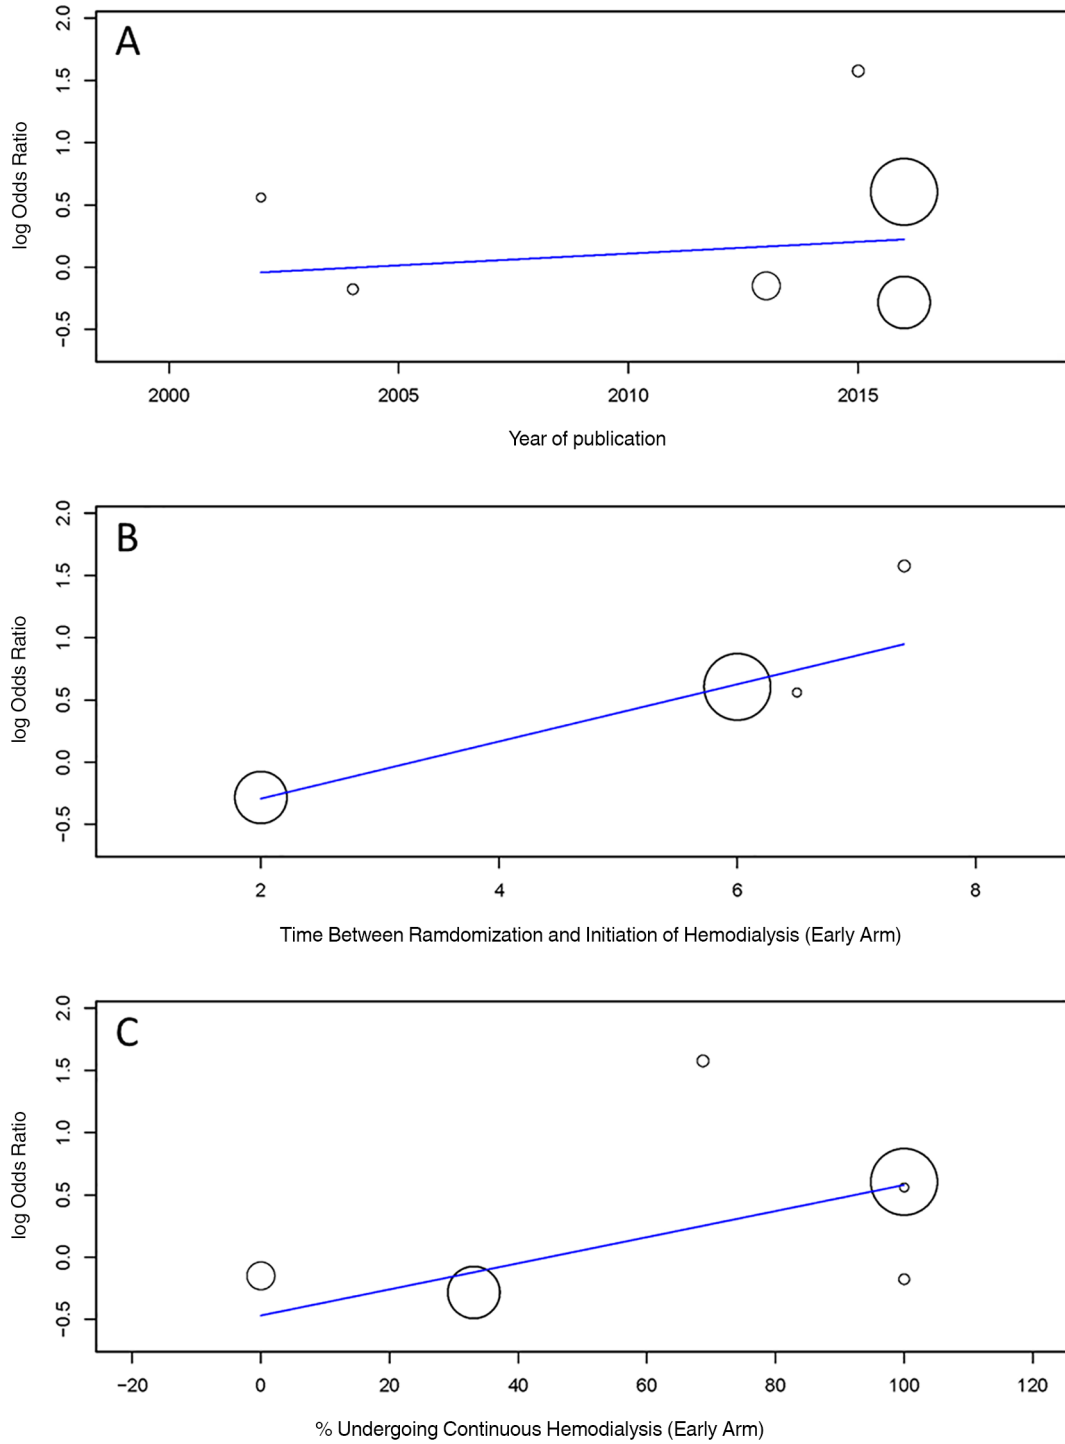 A
2.0
1.5
1.0
0.5
0.0
−0.5
log Odds Ratio
2000 2005 2010 2015
Year of publication
B
2.0
1.5
1.0
0.5
0.0
−0.5
log Odds Ratio
2 4 6 8
Time Between Ramdomization and Initiation of Hemodialysis (Early Arm)
C
2.0
1.5
1.0
0.5
0.0
−0.5
log Odds Ratio
−20 0 20 40 60 80 100 120
% Undergoing Continuous Hemodialysis (Early Arm)